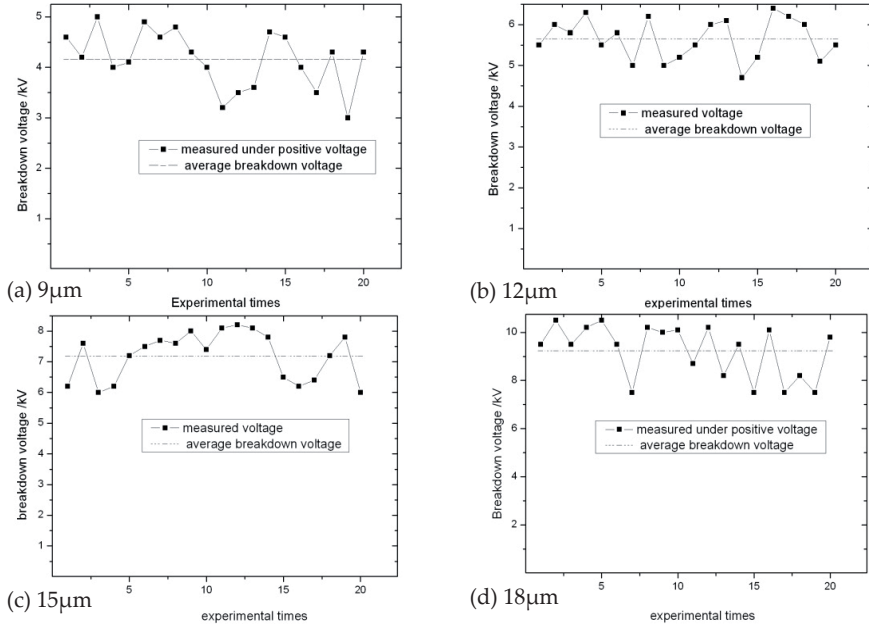 Breakdown voltage /kV
5
4
3
2
1
measured under positive voltage
average breakdown voltage
5 10 15 20
Experimental times
(a) 9μm
Breakdown voltage /kV
6
5
4
3
2
1
measured voltage
average breakdown voltage
5 10 15 20
experimental times
(b) 12μm
breakdown voltage /kV
8
7
6
5
4
3
2
1
measured voltage
average breakdown voltage
5 10 15 20
experimental times
(c) 15μm
Breakdown voltage /kV
10
8
6
4
2
measured under positive voltage
average breakdown voltage
5 10 15 20
experimental times
(d) 18μm